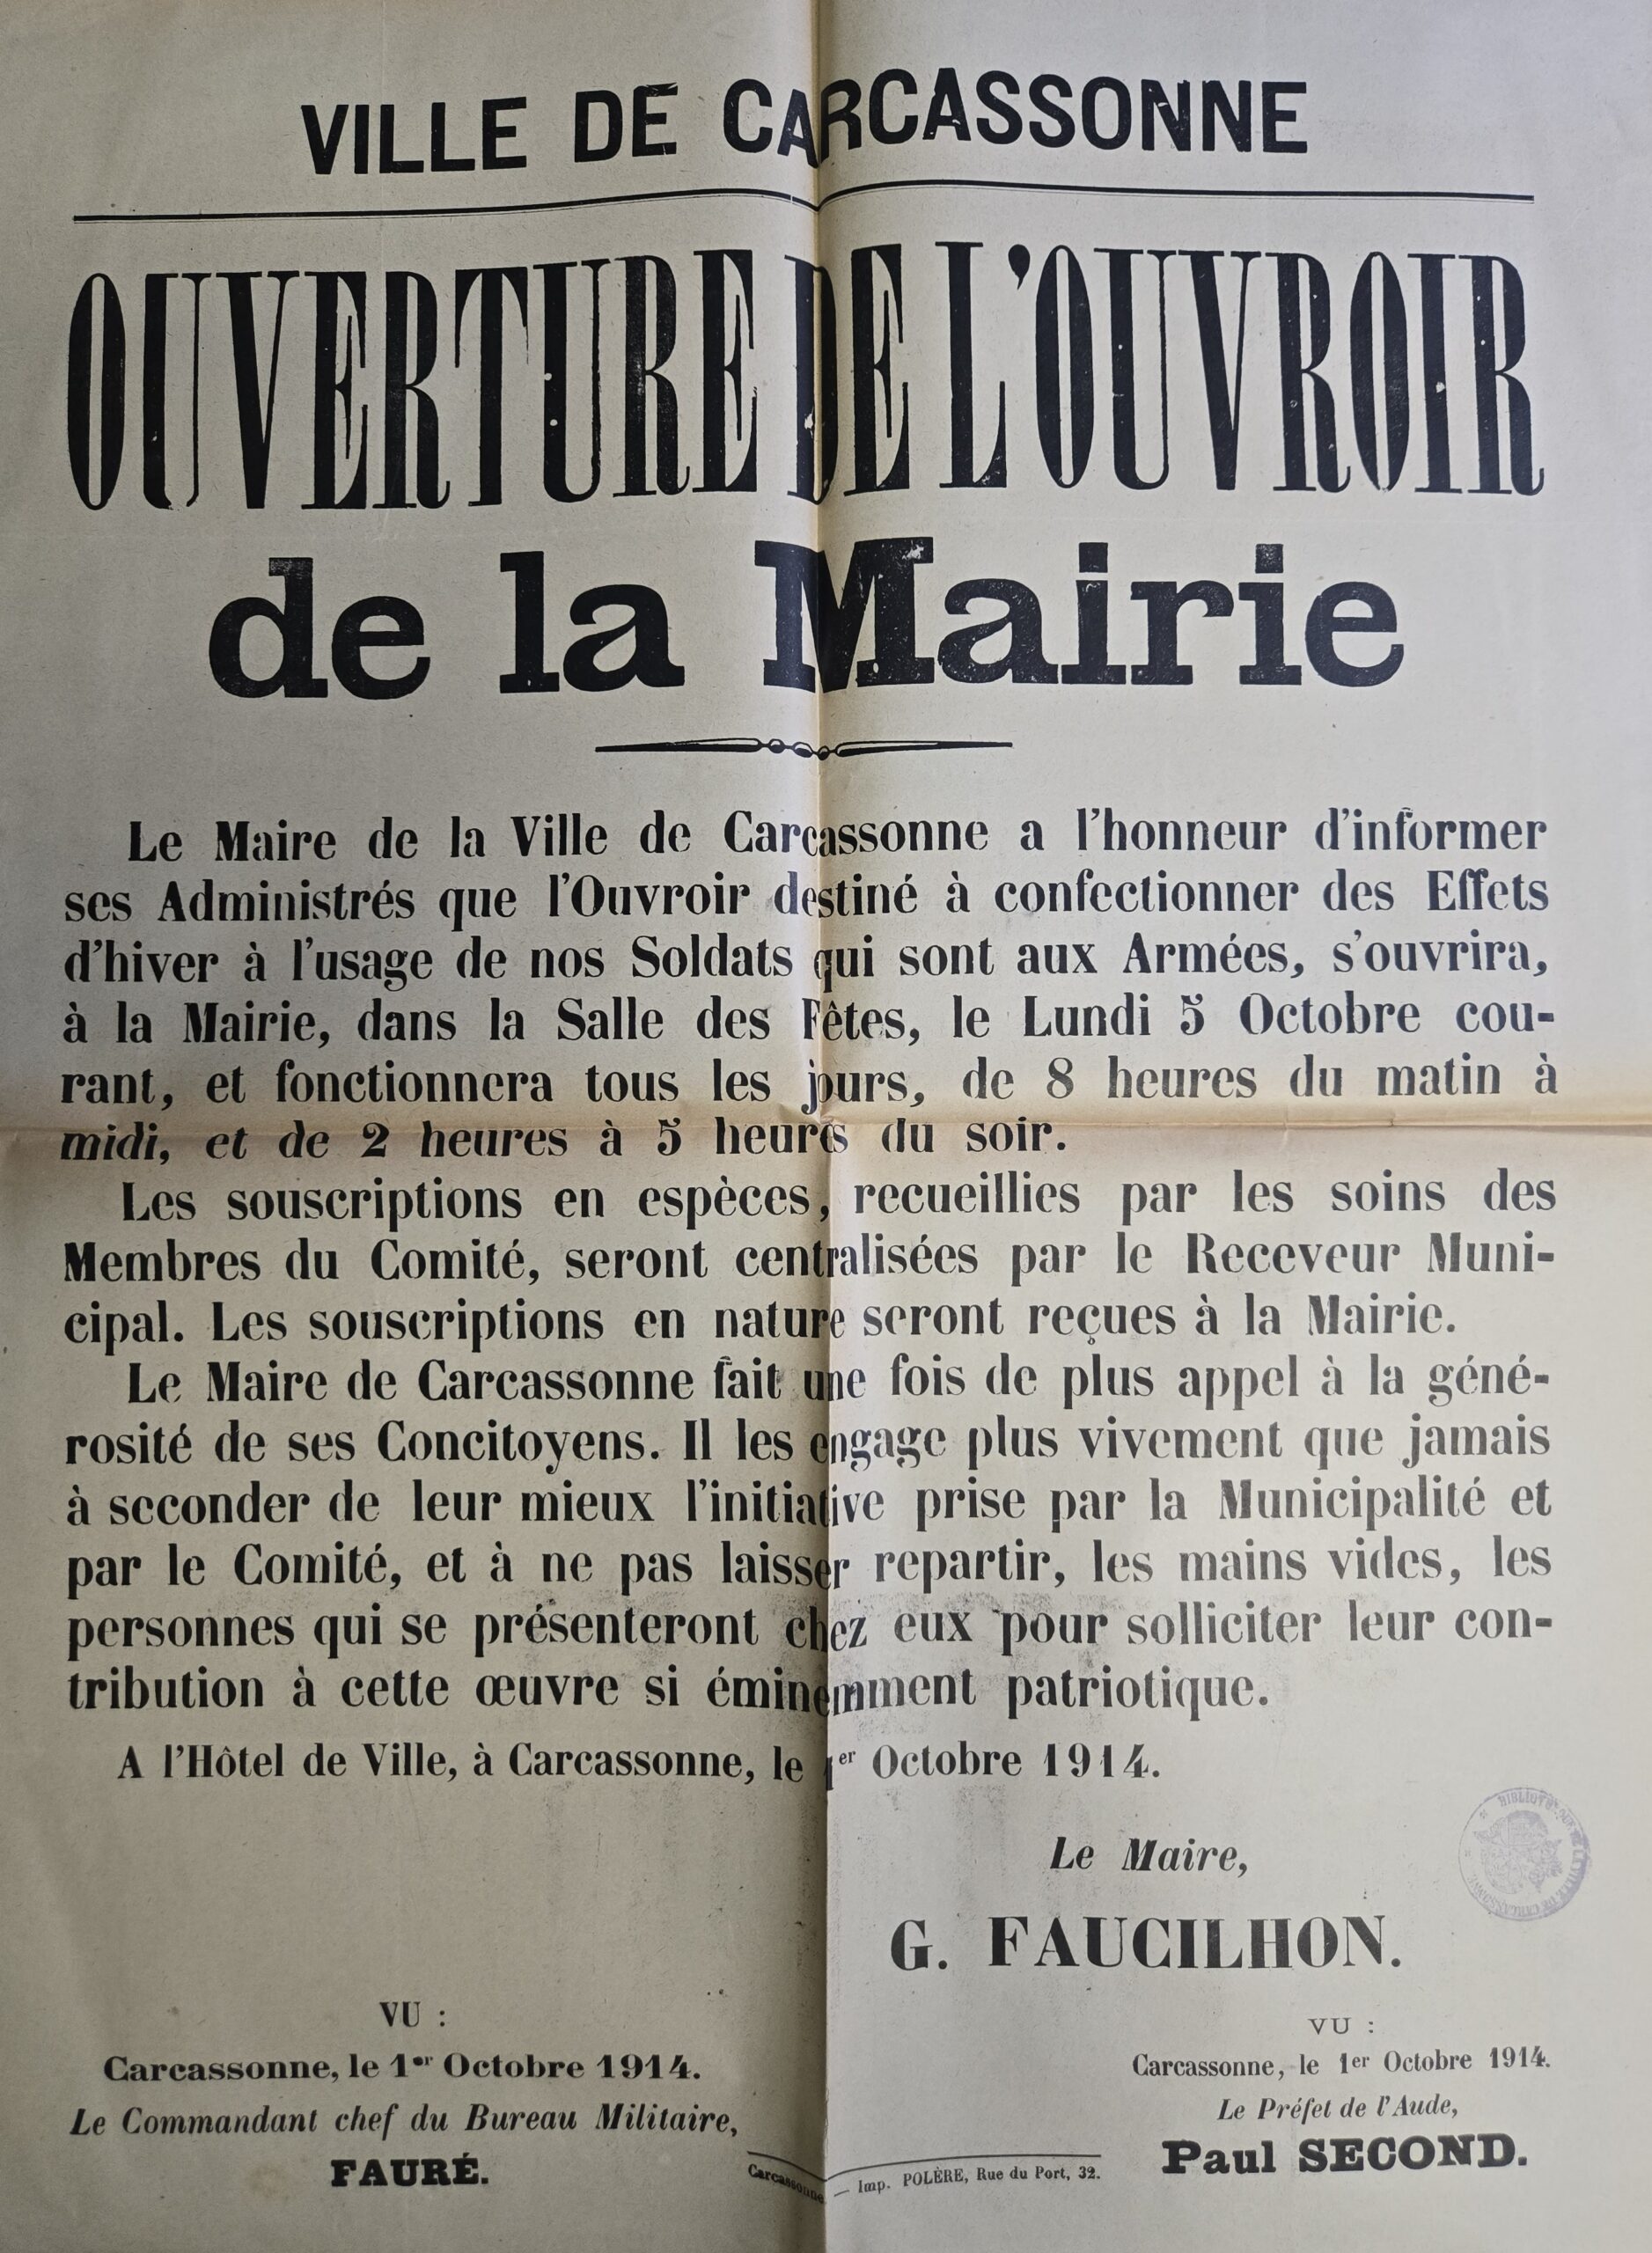 VILLE DE CARCASSONNE
OUVERTURE DE L'OUVROIR
de la Mairie
Le Maire de la Ville de Carcassonne a l'honneur d'informer
ses Administrés que l'Ouvroir destiné à confectionner des Effets
d'hiver à l'usage de nos Soldats qui sont aux Armées, s'ouvrira,
à la Mairie, dans la Salle des Fêtes, le Lundi 5 Octobre cou-
rant, et fonctionnera tous les jours, de 8 heures du matin à
midi, et de 2 heures à 5 heures du soir.
Les souscriptions en espèces, recueillies par les soins des
Membres du Comité, seront centralisées par le Receveur Muni-
cipal. Les souscriptions en nature seront reçues à la Mairie.
Le Maire de Carcassonne fait une fois de plus appel à la géné-
rosité de ses Concitoyens. Il les engage plus vivement que jamais
à seconder de leur mieux l'initiative prise par la Municipalité et
par le Comité, et à ne pas laisser repartir, les mains vides, les
personnes qui se présenteront chez eux pour solliciter leur con-
tribution à cette œuvre si éminemment patriotique.
A l'Hôtel de Ville, à Carcassonne, le 1er Octobre 1914.
Le Maire,
G. FAUCILHON.
VU :
Carcassonne, le 1er Octobre 1914.
Le Commandant chef du Bureau Militaire,
FAURÉ.
VU :
Carcassonne, le 1er Octobre 1914.
Le Préfet de l'Aude,
Paul SECOND.
Carcassonne — Imp. POLÈRE, Rue du Port, 32.